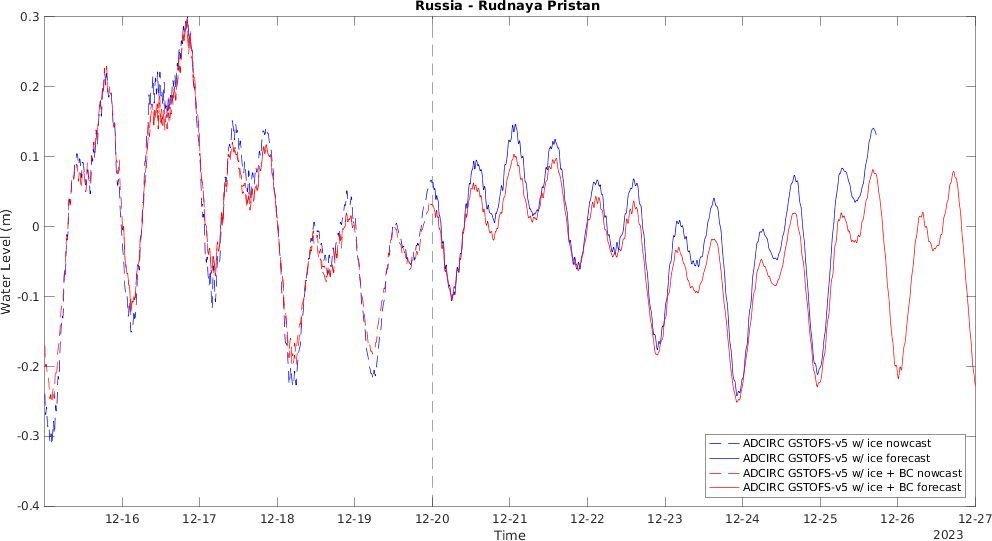 Russia - Rudnaya Pristan
0.3
0.2
0.1
0
-0.1
-0.2
-0.3
-0.4
Water Level (m)
ADCIRC GSTOFS-v5 w/ ice nowcast
ADCIRC GSTOFS-v5 w/ ice forecast
ADCIRC GSTOFS-v5 w/ ice + BC nowcast
ADCIRC GSTOFS-v5 w/ ice + BC forecast
12-16 12-17 12-18 12-19 12-20 12-21 12-22 12-23 12-24 12-25 12-26 12-27
Time
2023